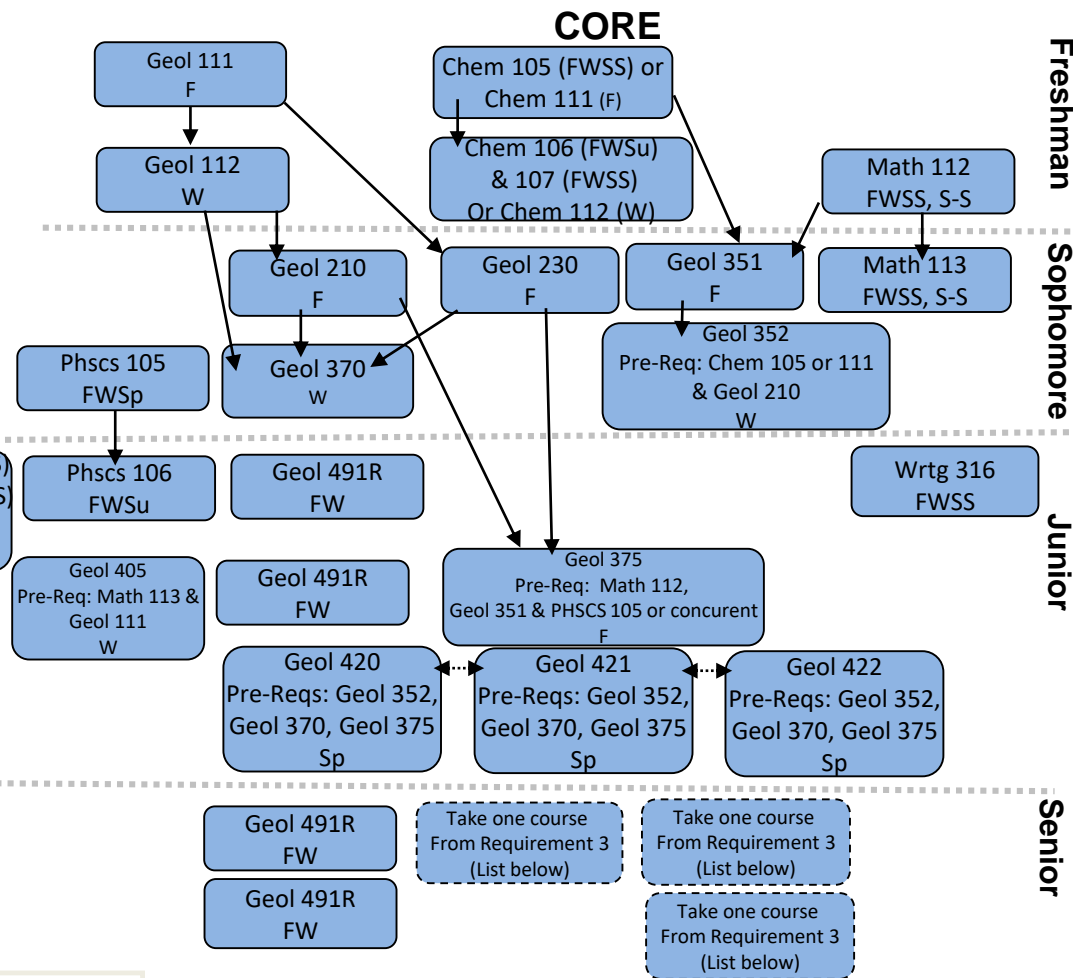 CORE
Freshman
Geol 111
F
Chem 105 (FWSS) or
Chem 111 (F)
Geol 112
W
Chem 106 (FWSu)
& 107 (FWSS)
Or Chem 112 (W)
Math 112
FWSS, S-S
Sophomore
Geol 210
F
Geol 230
F
Geol 351
F
Math 113
FWSS, S-S
Phscs 105
FWSp
Geol 370
W
Geol 352
Pre-Req: Chem 105 or 111
& Geol 210
W
Junior
)
S)
Phscs 106
FWSu
Geol 491R
FW
Wrtg 316
FWSS
Geol 405
Pre-Req: Math 113 &
Geol 111
W
Geol 491R
FW
Geol 375
Pre-Req: Math 112,
Geol 351 & PHSCS 105 or concurent
F
Geol 420
Pre-Reqs: Geol 352,
Geol 370, Geol 375
Sp
Geol 421
Pre-Reqs: Geol 352,
Geol 370, Geol 375
Sp
Geol 422
Pre-Reqs: Geol 352,
Geol 370, Geol 375
Sp
Senior
Geol 491R
FW
Take one course
From Requirement 3
(List below)
Take one course
From Requirement 3
(List below)
Geol 491R
FW
Take one course
From Requirement 3
(List below)